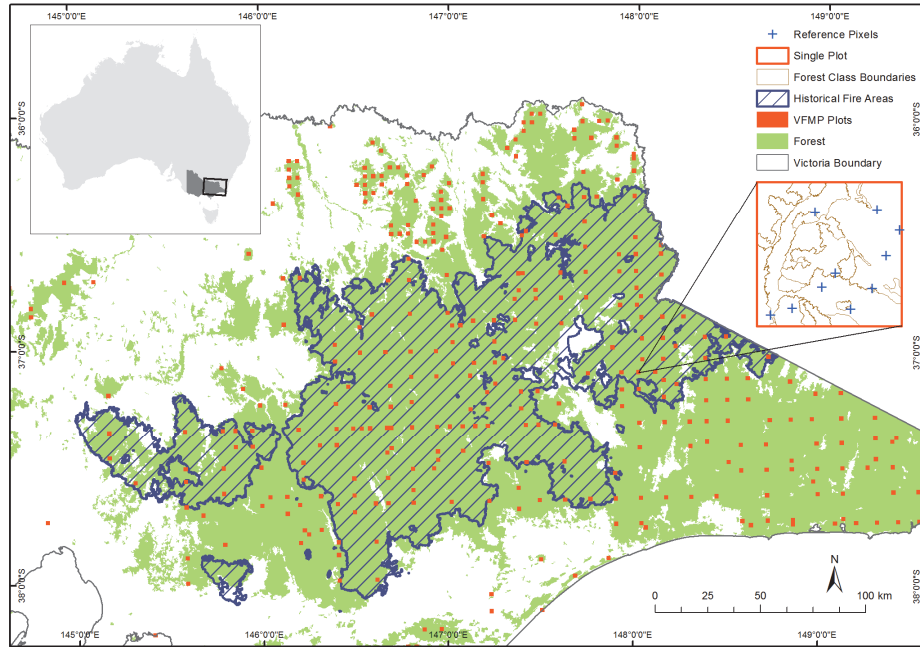 145°0'0"E 146°0'0"E 147°0'0"E 148°0'0"E 149°0'0"E
Reference Pixels
Single Plot
Forest Class Boundaries
Historical Fire Areas
VFMP Plots
Forest
Victoria Boundary
36°0'0"S
36°0'0"S
37°0'0"S
37°0'0"S
38°0'0"S
38°0'0"S
N
0 25 50 100 km
145°0'0"E 146°0'0"E 147°0'0"E 148°0'0"E 149°0'0"E